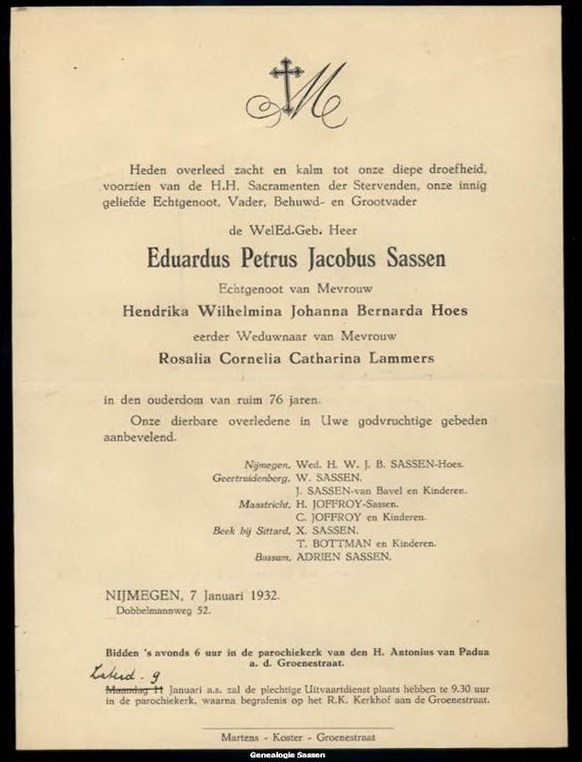 M
Heden overleed zacht en kalm tot onze diepe droefheid,
voorzien van de H.H. Sacramenten der Stervenden, onze innig
geliefde Echtgenoot, Vader, Behuwd- en Grootvader
de WelEd.Geb. Heer
Eduardus Petrus Jacobus Sassen
Echtgenoot van Mevrouw
Hendrika Wilhelmina Johanna Bernarda Hoes
eerder Weduwnaar van Mevrouw
Rosalia Cornelia Catharina Lammers
in den ouderdom van ruim 76 jaren.
Onze dierbare overledene in Uwe godvruchtige gebeden
aanbevelend.
Nijmegen, Wed. H. W. J. B. SASSEN-Hoes.
Geertruidenberg, W. SASSEN.
J. SASSEN-van Bavel en Kinderen.
Maastricht, H. JOFFROY-Sassen.
C. JOFFROY en Kinderen.
Beek bij Sittard, X. SASSEN.
T. BOTTMAN en Kinderen.
Bussum, ADRIEN SASSEN.
NIJMEGEN, 7 Januari 1932.
Dobbelmannweg 52.
Bidden 's avonds 6 uur in de parochiekerk van den H. Antonius van Padua
a. d. Groenestraat.
Zaterd. 9
Maandag 11 Januari a.s. zal de plechtige Uitvaartdienst plaats hebben te 9.30 uur
in de parochiekerk, waarna begrafenis op het R.K. Kerkhof aan de Groenestraat.
Martens - Koster - Groenestraat
Genealogie Sassen